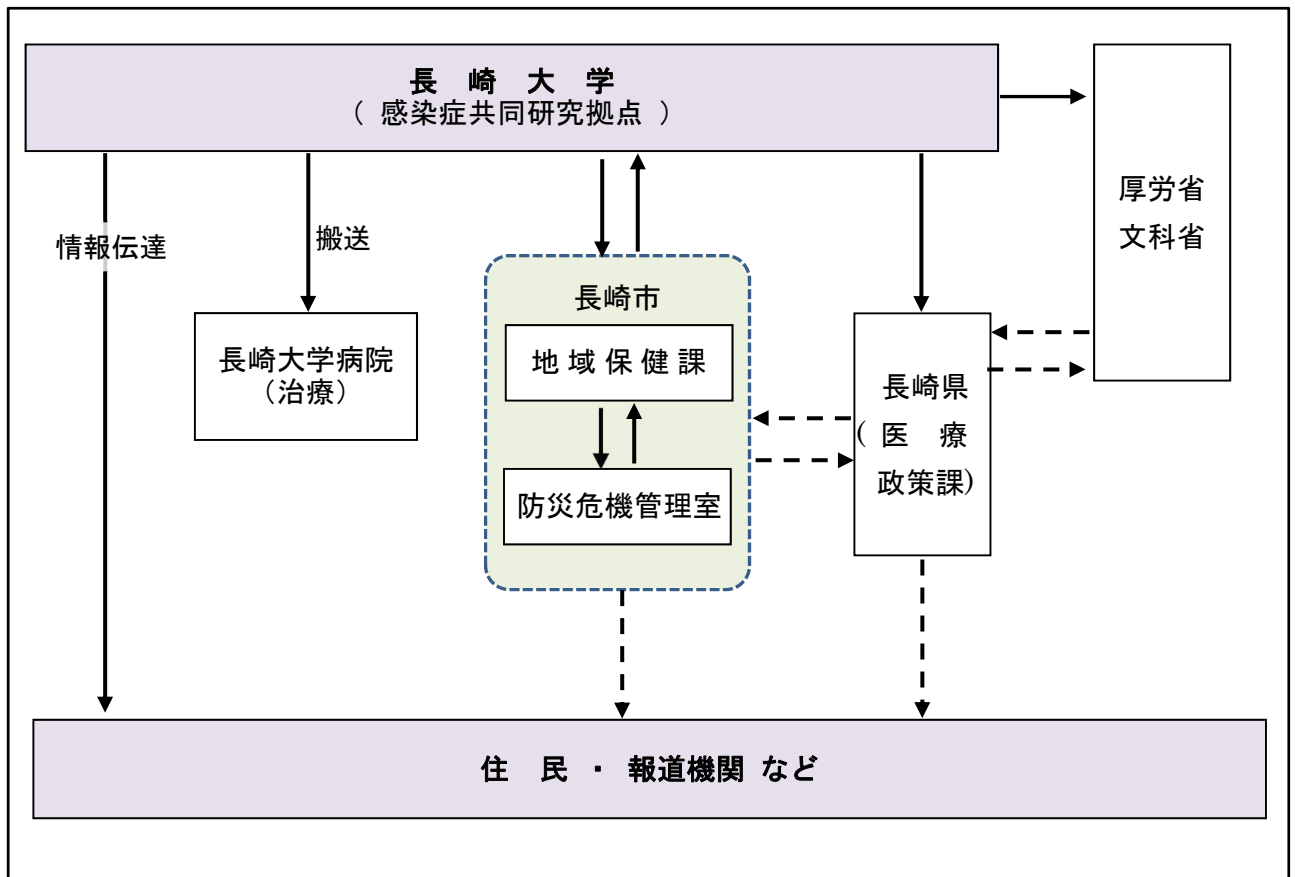 長　崎　大　学
（ 感染症共同研究拠点 ）
厚労省
文科省
情報伝達
搬送
長崎市
地 域 保 健 課
長崎大学病院
（治療）
長崎県
( 医　療
政策課)
防災危機管理室
住　民 ・ 報道機関 など